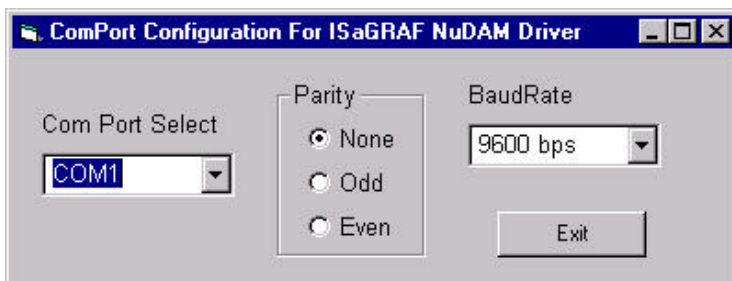 ComPort Configuration For ISaGRAF NuDAM Driver
Com Port Select
COM1
Parity
None
Odd
Even
BaudRate
9600 bps
Exit